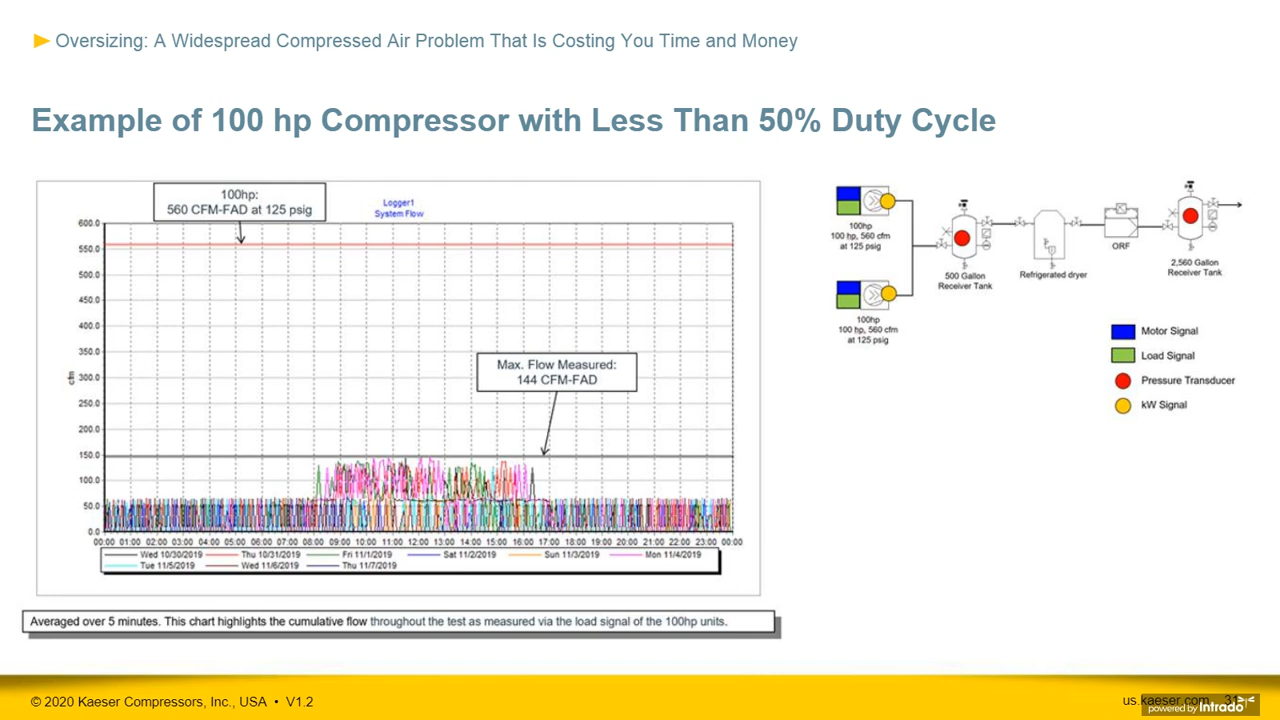 Oversizing: A Widespread Compressed Air Problem That Is Costing You Time and Money
Example of 100 hp Compressor with Less Than 50% Duty Cycle
100hp:
560 CFM-FAD at 125 psig
Logger1
System Flow
600.0
550.0
500.0
450.0
400.0
350.0
300.0
250.0
200.0
150.0
100.0
50.0
0.0
cfm
Max. Flow Measured:
144 CFM-FAD
00:00 01:00 02:00 03:00 04:00 05:00 06:00 07:00 08:00 09:00 10:00 11:00 12:00 13:00 14:00 15:00 16:00 17:00 18:00 19:00 20:00 21:00 22:00 23:00 00:00
Wed 10/30/2019 Thu 10/31/2019 Fri 11/1/2019 Sat 11/2/2019 Sun 11/3/2019 Mon 11/4/2019
Tue 11/5/2019 Wed 11/6/2019 Thu 11/7/2019
Averaged over 5 minutes. This chart highlights the cumulative flow throughout the test as measured via the load signal of the 100hp units.
100hp
100 hp, 560 cfm
at 125 psig
100hp
100 hp, 560 cfm
at 125 psig
500 Gallon
Receiver Tank
Refrigerated dryer
ORF
2,560 Gallon
Receiver Tank
Motor Signal
Load Signal
Pressure Transducer
kW Signal
© 2020 Kaeser Compressors, Inc., USA • V1.2
us.kaeser.com
powered by Intrado